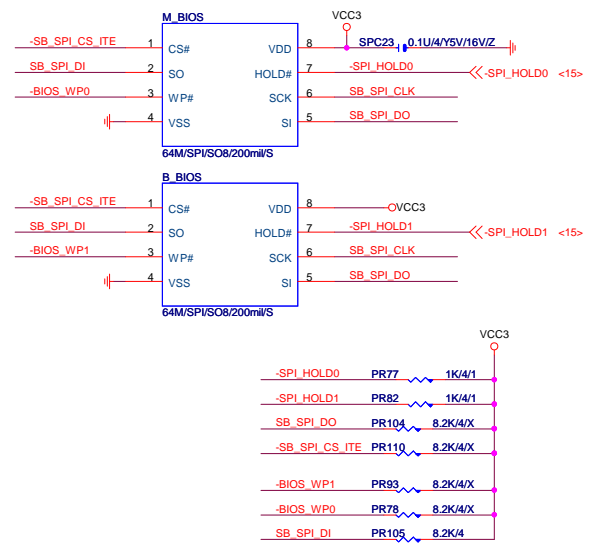 M_BIOS
VCC3
-SB_SPI_CS_ITE 1 CS# VDD 8 SPC23 0.1U/4/Y5V/16V/Z
SB_SPI_DI 2 SO HOLD# 7 -SPI_HOLD0 -SPI_HOLD0 <15>
-BIOS_WP0 3 WP# SCK 6 SB_SPI_CLK
4 VSS SI 5 SB_SPI_DO
64M/SPI/SO8/200mil/S
B_BIOS
-SB_SPI_CS_ITE 1 CS# VDD 8 VCC3
SB_SPI_DI 2 SO HOLD# 7 -SPI_HOLD1 -SPI_HOLD1 <15>
-BIOS_WP1 3 WP# SCK 6 SB_SPI_CLK
4 VSS SI 5 SB_SPI_DO
64M/SPI/SO8/200mil/S
VCC3
-SPI_HOLD0 PR77 1K/4/1
-SPI_HOLD1 PR82 1K/4/1
SB_SPI_DO PR104 8.2K/4/X
-SB_SPI_CS_ITE PR110 8.2K/4/X
-BIOS_WP1 PR93 8.2K/4/X
-BIOS_WP0 PR78 8.2K/4/X
SB_SPI_DI PR105 8.2K/4